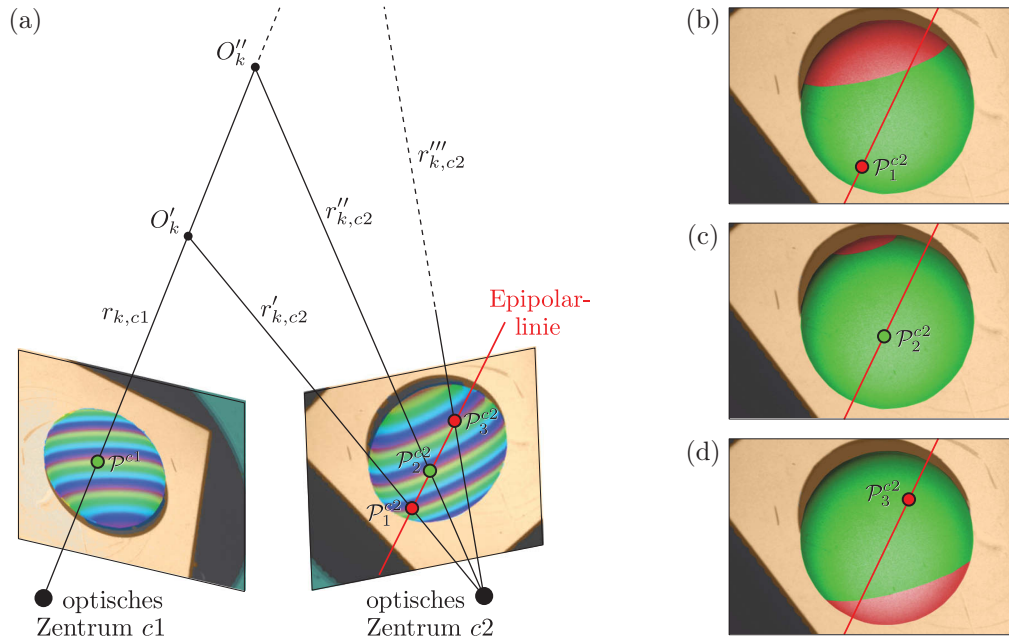 (a)
O''_k
r'''_{k,c2}
O'_k
r''_{k,c2}
r_{k,c1}
r'_{k,c2}
Epipolar-
linie
P^{c1}
P^{c2}_3
P^{c2}_2
P^{c2}_1
optisches
Zentrum c1
optisches
Zentrum c2
(b)
P^{c2}_1
(c)
P^{c2}_2
(d)
P^{c2}_3